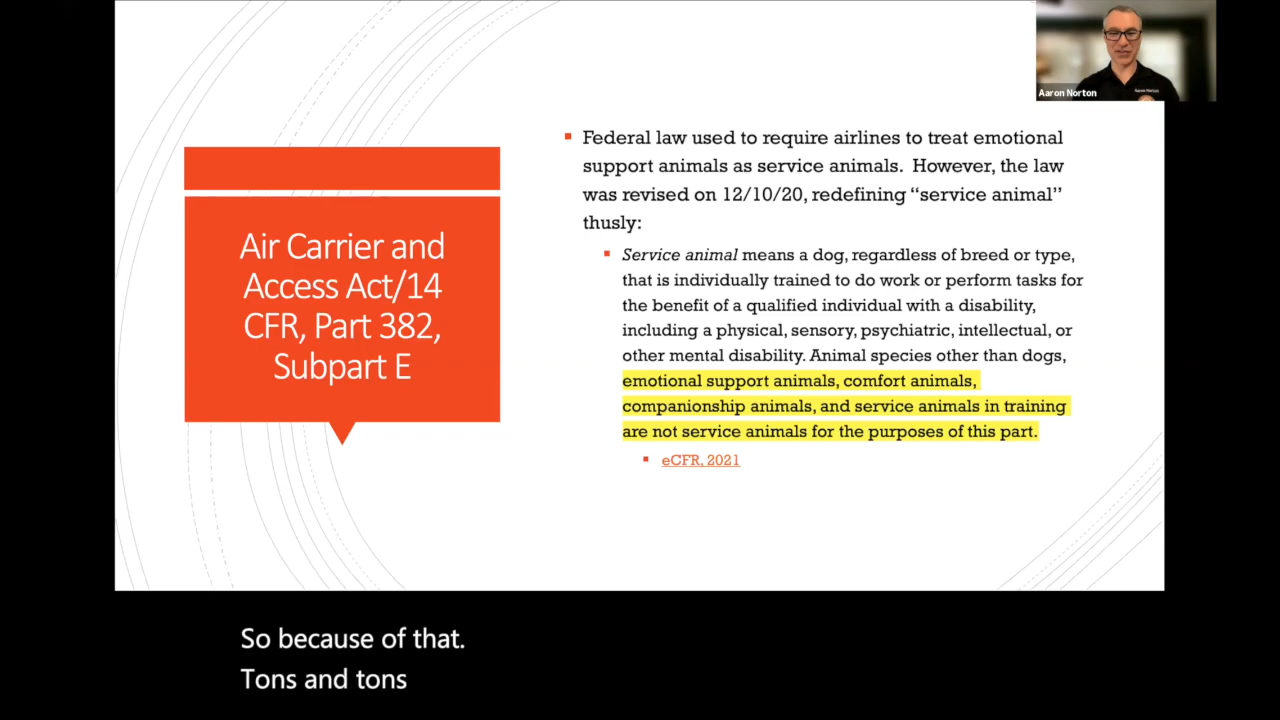 Aaron Norton
Air Carrier and
Access Act/14
CFR, Part 382,
Subpart E
Federal law used to require airlines to treat emotional
support animals as service animals.  However, the law
was revised on 12/10/20, redefining “service animal”
thusly:
Service animal means a dog, regardless of breed or type,
that is individually trained to do work or perform tasks for
the benefit of a qualified individual with a disability,
including a physical, sensory, psychiatric, intellectual, or
other mental disability. Animal species other than dogs,
emotional support animals, comfort animals,
companionship animals, and service animals in training
are not service animals for the purposes of this part.
eCFR, 2021
So because of that.
Tons and tons